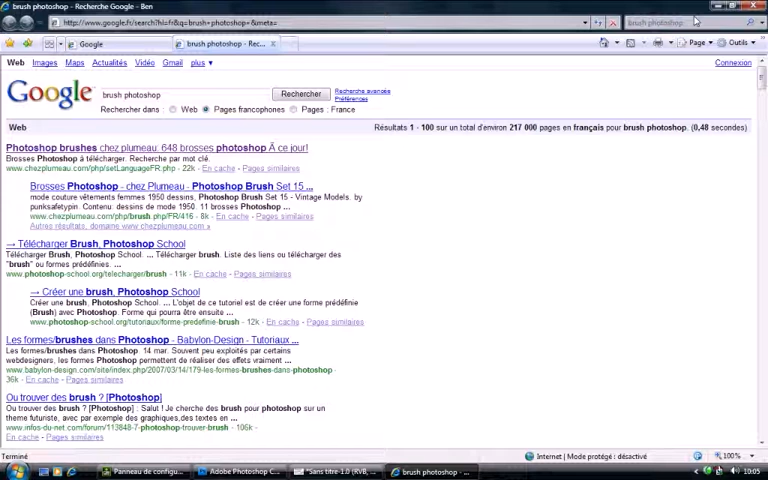 brush photoshop - Recherche Google - Ben
http://www.google.fr/search?hl=fr&q=brush+photoshop+&meta=
brush photoshop
Google
brush photoshop - Rec...
Page
Outils
Web Images Maps Actualités Vidéo Gmail plus ▼
Connexion
Google
brush photoshop
Rechercher
Recherche avancée
Préférences
Rechercher dans : Web Pages francophones Pages : France
Web
Résultats 1 - 100 sur un total d'environ 217 000 pages en français pour brush photoshop. (0,48 secondes)
Photoshop brushes chez plumeau: 648 brosses photoshop Ã ce jour!
Brosses Photoshop à télécharger. Recherche par mot clé.
www.chezplumeau.com/php/setLanguageFR.php - 22k - En cache - Pages similaires
Brosses Photoshop - chez Plumeau - Photoshop Brush Set 15 ...
mode couture vêtements femmes 1950 dessins, Photoshop Brush Set 15 - Vintage Models. by
punksafetypin. Contenu: dessins de mode 1950. 11 brosses Photoshop ...
www.chezplumeau.com/php/brush.php/FR/416 - 8k - En cache - Pages similaires
Autres résultats, domaine www.chezplumeau.com »
→ Télécharger Brush, Photoshop School
Télécharger Brush, Photoshop School. ... Télécharger brush. Liste des liens ou télécharger des
"brush" ou formes prédéfinies. ...
www.photoshop-school.org/telecharger/brush - 11k - En cache - Pages similaires
→ Créer une brush, Photoshop School
Créer une brush, Photoshop School. ... L'objet de ce tutoriel est de créer une forme prédéfinie
(Brush) avec Photoshop. Forme qui pourra être ensuite ...
www.photoshop-school.org/tutoriaux/forme-predefinie-brush - 12k - En cache - Pages similaires
Les formes/brushes dans Photoshop - Babylon-Design - Tutoriaux ...
Les formes/brushes dans Photoshop. 14 mar. Souvent peu exploités par certains
webdesigners, les formes Photoshop permettent de réaliser des effets vraiment ...
www.babylon-design.com/site/index.php/2007/03/14/179-les-formes-brushes-dans-photoshop -
36k - En cache - Pages similaires
Ou trouver des brush ? [Photoshop]
Ou trouver des brush ? [Photoshop] : Salut ! Je cherche des brush pour photoshop sur un
theme futuriste, avec par exemple des graphiques,des textes en ...
www.infos-du-net.com/forum/113848-7-photoshop-trouver-brush - 106k -
En cache - Pages similaires
Terminé
Internet | Mode protégé : désactivé
100%
Panneau de configu...
Adobe Photoshop C...
*Sans titre-1.0 (RVB, ...
brush photoshop - ...
10:05